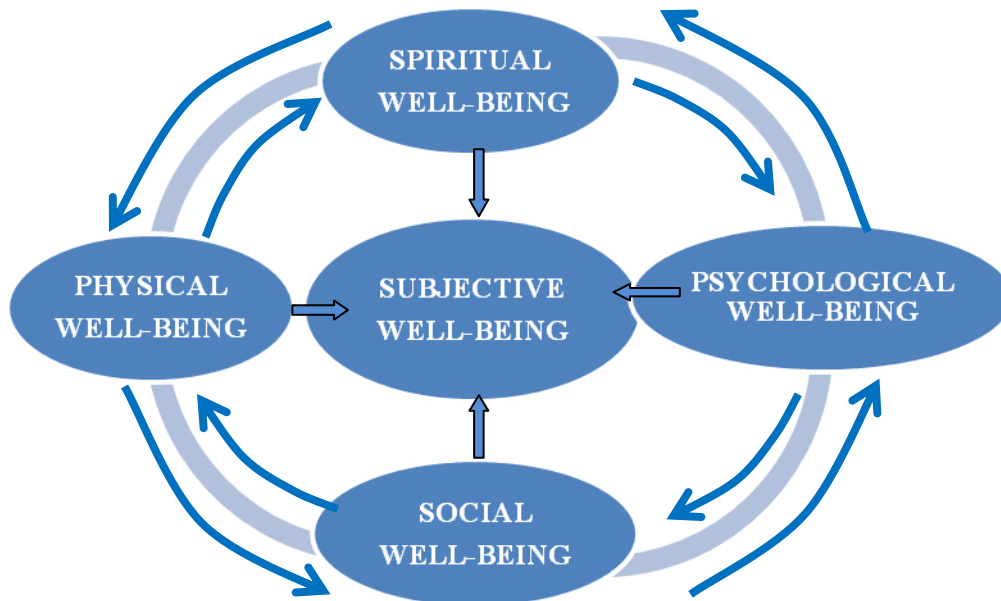 SPIRITUAL
WELL-BEING
PHYSICAL
WELL-BEING
SUBJECTIVE
WELL-BEING
PSYCHOLOGICAL
WELL-BEING
SOCIAL
WELL-BEING